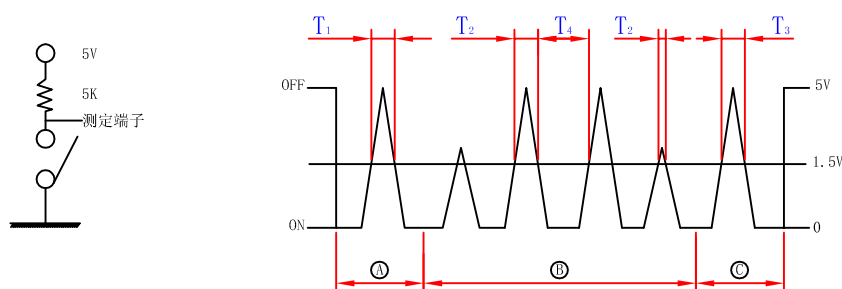 5V
5K
测定端子
T1 T2 T4 T2 T3
OFF 5V
1.5V
ON 0
A B C